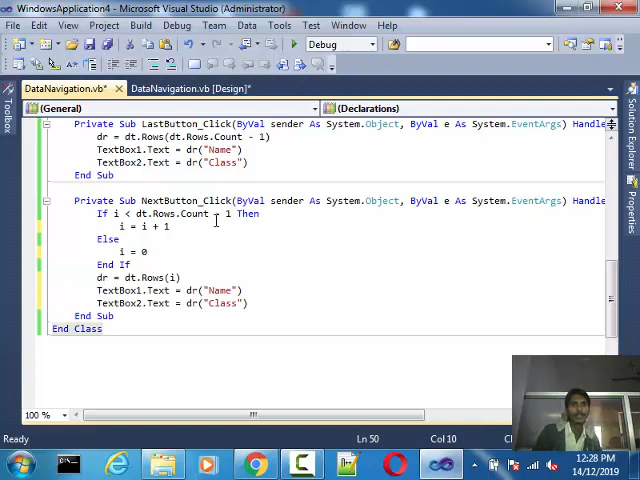 WindowsApplication4 - Microsoft Visual Studio (Administrator)
File Edit View Project Build Debug Team Data Tools Test Window Help
Debug
DataNavigation.vb* DataNavigation.vb [Design]*
(General) (Declarations)
Private Sub LastButton_Click(ByVal sender As System.Object, ByVal e As System.EventArgs) Handle
dr = dt.Rows(dt.Rows.Count - 1)
TextBox1.Text = dr("Name")
TextBox2.Text = dr("Class")
End Sub
Private Sub NextButton_Click(ByVal sender As System.Object, ByVal e As System.EventArgs) Handle
If i < dt.Rows.Count - 1 Then
i = i + 1
Else
i = 0
End If
dr = dt.Rows(i)
TextBox1.Text = dr("Name")
TextBox2.Text = dr("Class")
End Sub
End Class
Toolbox
Solution Explorer
Properties
100 %
Ready Ln 50 Col 10
12:28 PM
14/12/2019